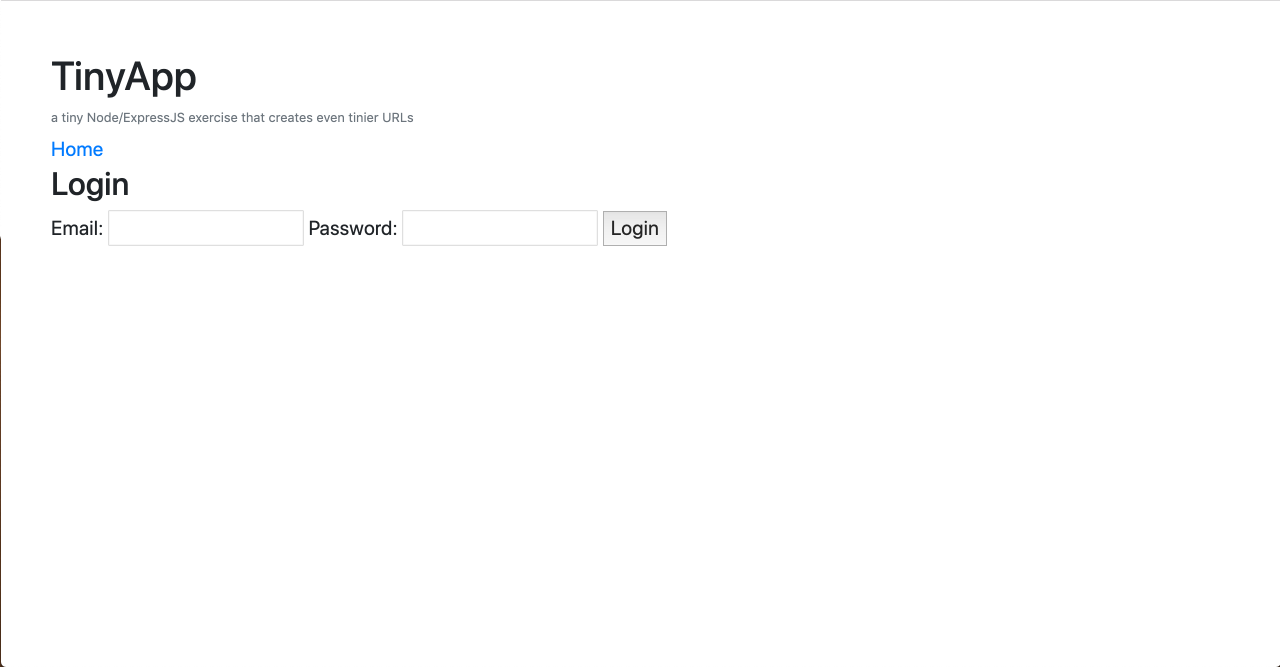 TinyApp
a tiny Node/ExpressJS exercise that creates even tinier URLs
Home
Login
Email: Password: Login